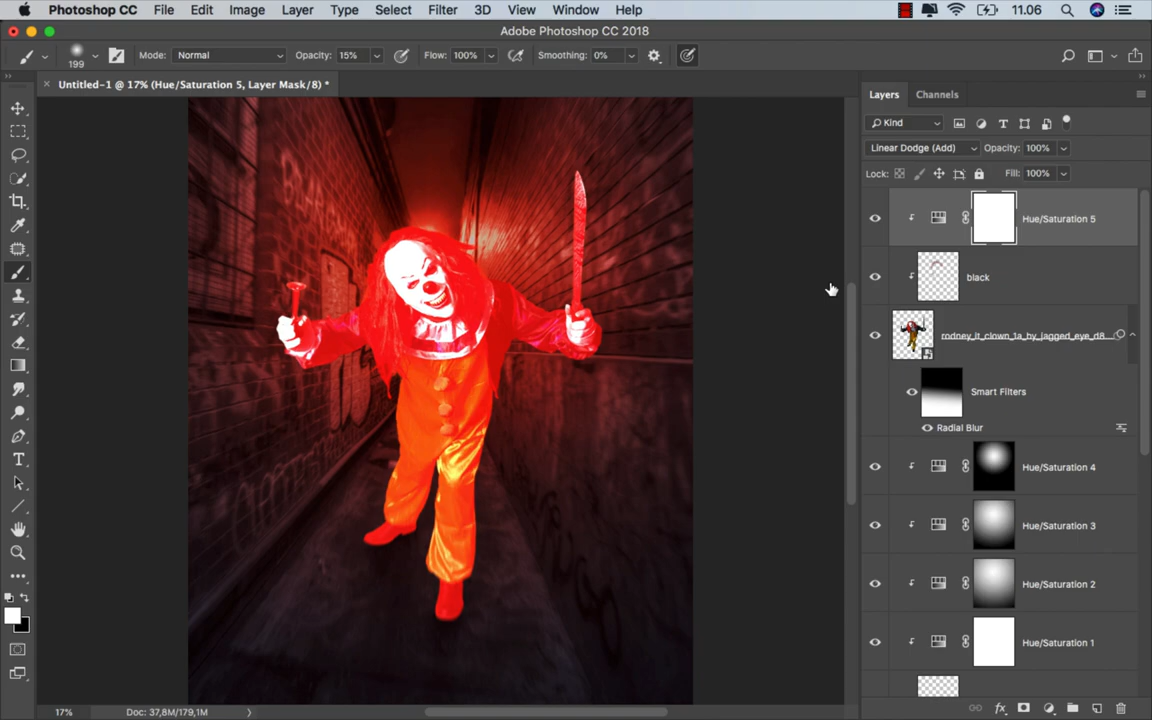 Photoshop CC File Edit Image Layer Type Select Filter 3D View Window Help 11.06
Adobe Photoshop CC 2018
199 Mode: Normal Opacity: 15% Flow: 100% Smoothing: 0%
Untitled-1 @ 17% (Hue/Saturation 5, Layer Mask/8) *
Layers Channels
Kind
Linear Dodge (Add) Opacity: 100%
Lock: Fill: 100%
Hue/Saturation 5
black
rodney_it_clown_1a_by_jagged_eye_d8...
Smart Filters
Radial Blur
Hue/Saturation 4
Hue/Saturation 3
Hue/Saturation 2
Hue/Saturation 1
17% Doc: 37,8M/179,1M